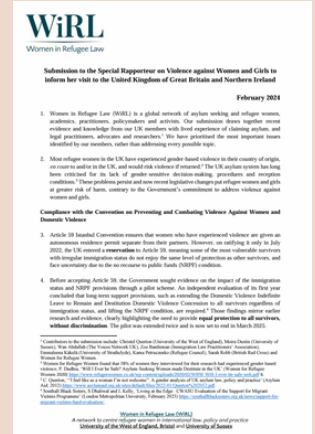 WiRL
Women in Refugee Law
Submission to the Special Rapporteur on Violence against Women and Girls to
inform her visit to the United Kingdom of Great Britain and Northern Ireland
February 2024
1. Women in Refugee Law (WiRL) is a global network of asylum seeking and refugee women,
academics, practitioners, policymakers and activists. Our submission draws together recent
evidence and knowledge from our UK members with lived experience of claiming asylum, and
legal practitioners, advocates and researchers.¹ We have prioritised the most important issues
identified by our members, rather than addressing every possible topic.
2. Most refugee women in the UK have experienced gender-based violence in their country of origin,
en route to and/or in the UK, and would risk violence if returned.² The UK asylum system has long
been criticised for its lack of gender-sensitive decision-making, procedures and reception
conditions.³ These problems persist and now recent legislative changes put refugee women and girls
at greater risk of harm, contrary to the Government's commitment to address violence against
women and girls.
Compliance with the Convention on Preventing and Combating Violence Against Women and
Domestic Violence
3. Article 59 Istanbul Convention ensures that women who experienced violence are given an
autonomous residence permit separate from their partners. However, on ratifying it only in July
2022, the UK entered a reservation to Article 59, meaning some of the most vulnerable survivors
with irregular immigration status do not enjoy the same level of protection as other survivors, and
face uncertainty due to the no recourse to public funds (NRPF) condition.
4. Before accepting Article 59, the Government sought evidence on the impact of the immigration
status and NRPF provisions through a pilot scheme. An independent evaluation of its first year
concluded that long-term support provisions, such as extending the Domestic Violence Indefinite
Leave to Remain and Destitution Domestic Violence Concession to all survivors regardless of
immigration status, and lifting the NRPF condition, are required.⁴ Those findings mirror earlier
research and evidence, clearly highlighting the need to provide equal protection to all survivors,
without discrimination. The pilot was extended twice and is now set to end in March 2025.
Women in Refugee Law
A network to centre refugee women in international law, policy and practice
University of the West of England, Bristol and University of Sussex